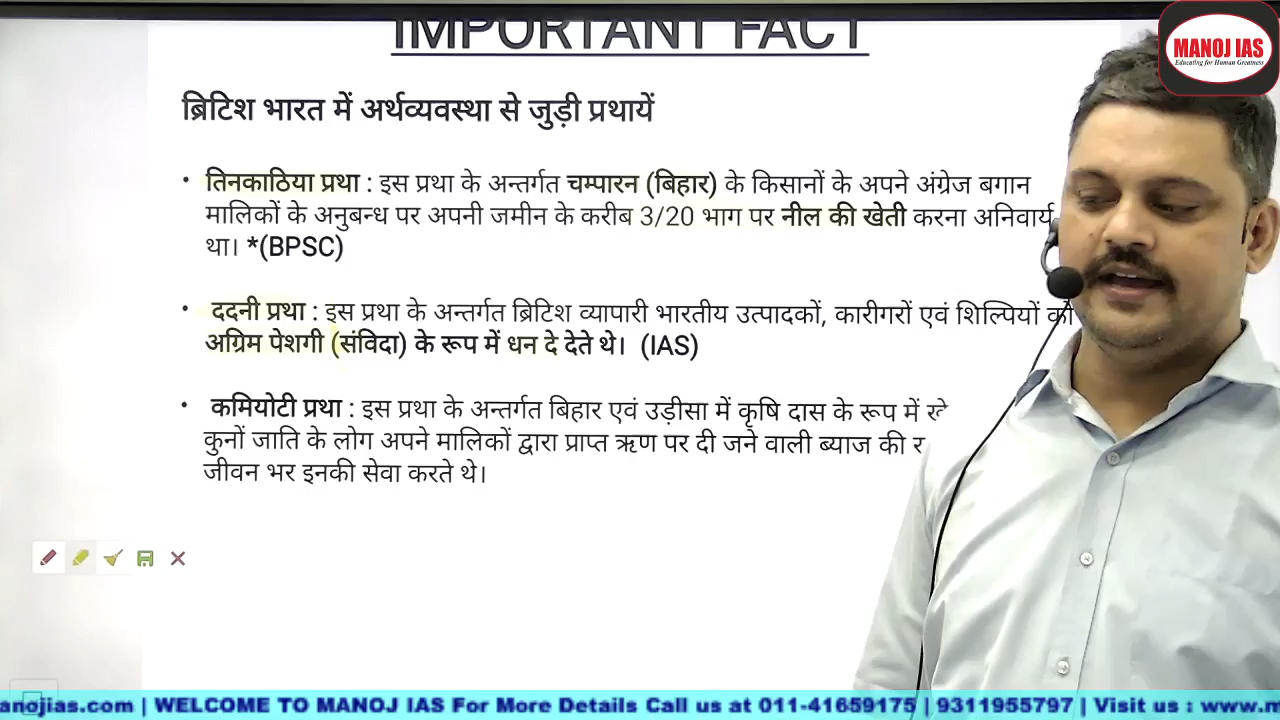 IMPORTANT FACT
MANOJ IAS
Educating for Human Greatness
ब्रिटिश भारत में अर्थव्यवस्था से जुड़ी प्रथायें
• तिनकाठिया प्रथा : इस प्रथा के अन्तर्गत चम्पारन (बिहार) के किसानों के अपने अंग्रेज बगान
मालिकों के अनुबन्ध पर अपनी जमीन के करीब 3/20 भाग पर नील की खेती करना अनिवार्य
था। *(BPSC)
• ददनी प्रथा : इस प्रथा के अन्तर्गत ब्रिटिश व्यापारी भारतीय उत्पादकों, कारीगरों एवं शिल्पियों को
अग्रिम पेशगी (संविदा) के रूप में धन दे देते थे। (IAS)
• कमियोटी प्रथा : इस प्रथा के अन्तर्गत बिहार एवं उड़ीसा में कृषि दास के रूप में
कुनों जाति के लोग अपने मालिकों द्वारा प्राप्त ऋण पर दी जने वाली ब्याज की
जीवन भर इनकी सेवा करते थे।
anojias.com | WELCOME TO MANOJ IAS For More Details Call us at 011-41659175 | 9311955797 | Visit us : www.m